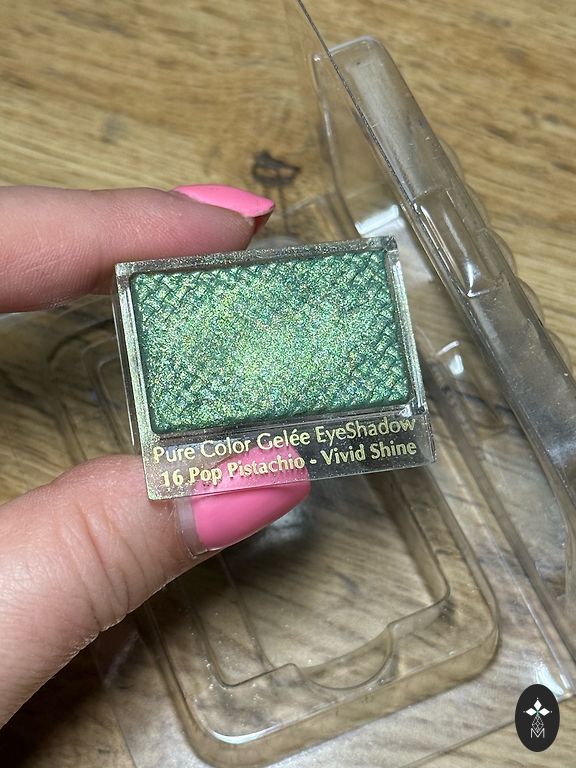 Pure Color Gelée EyeShadow
16 Pop Pistachio - Vivid Shine
M